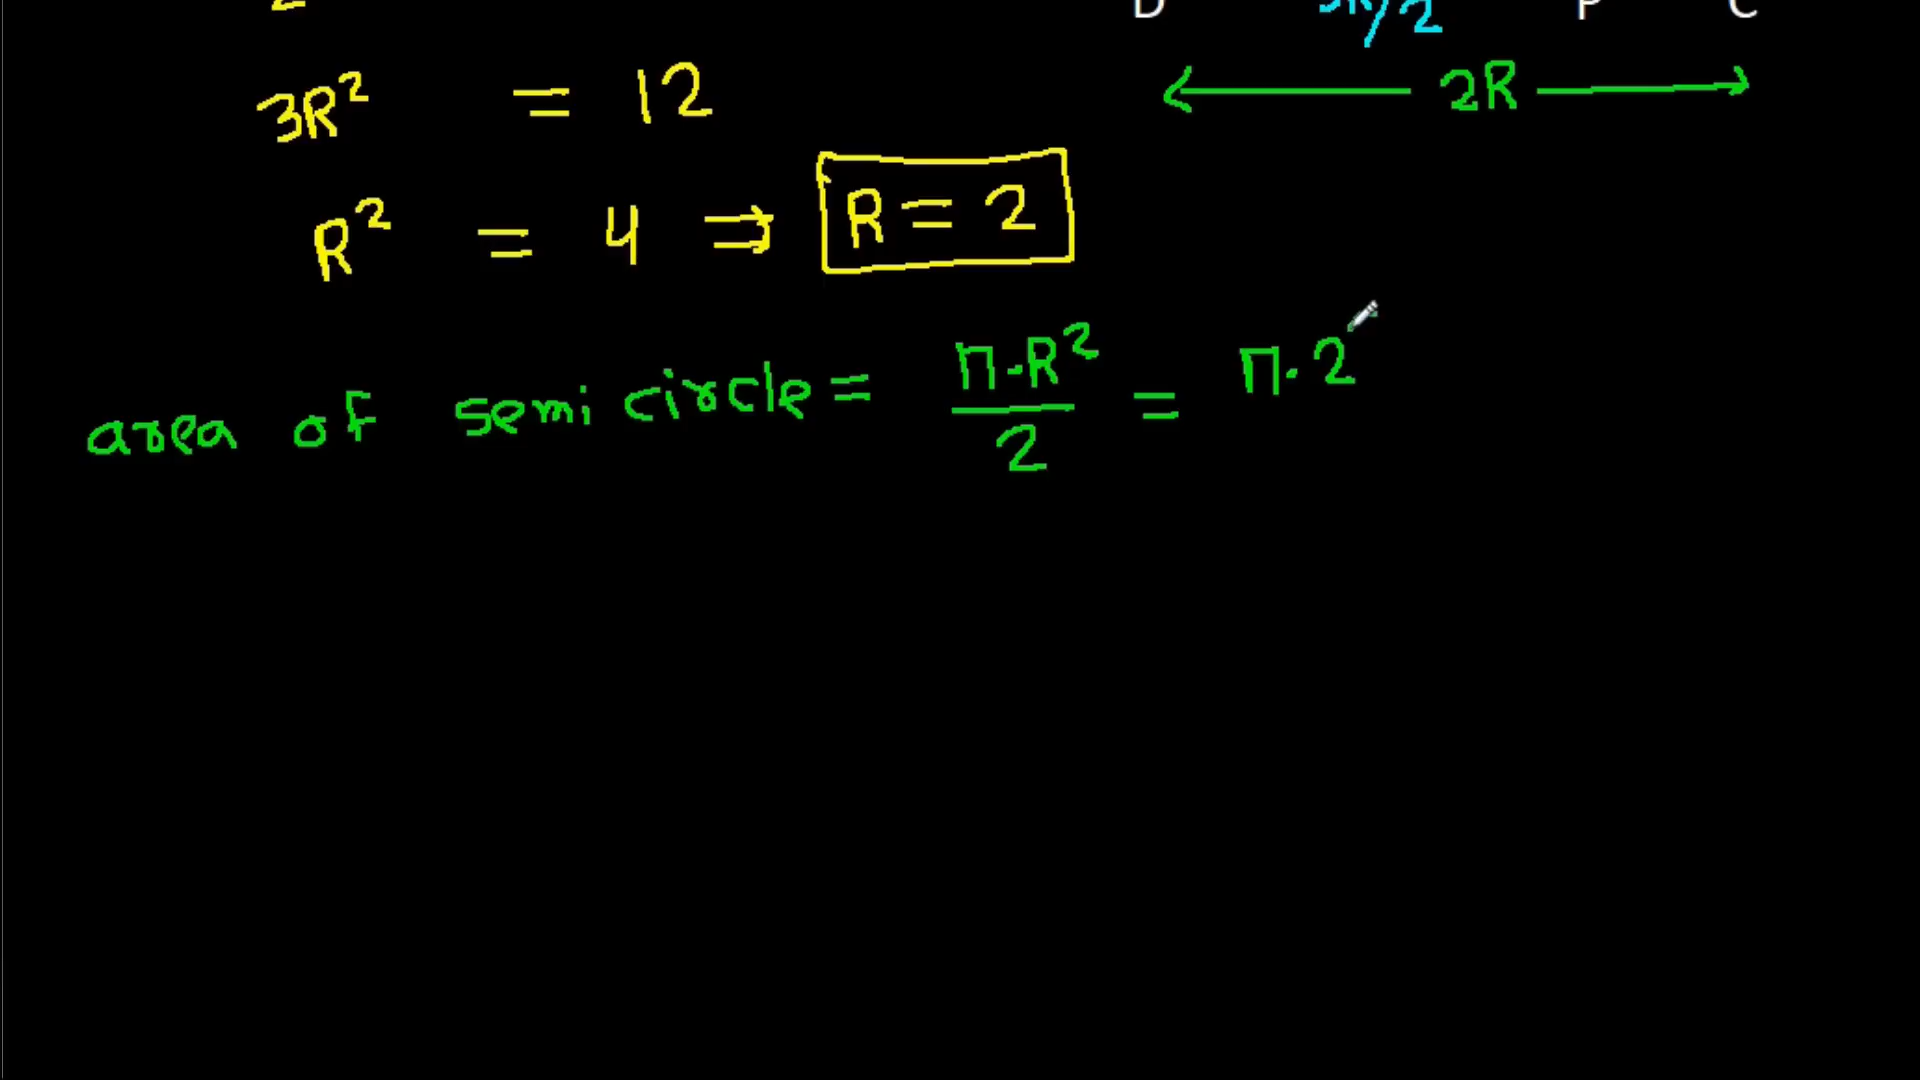 D P C
3R² = 12
2R
R² = 4 ⇒ R = 2
area of semi circle = π·R²/2 = π·2